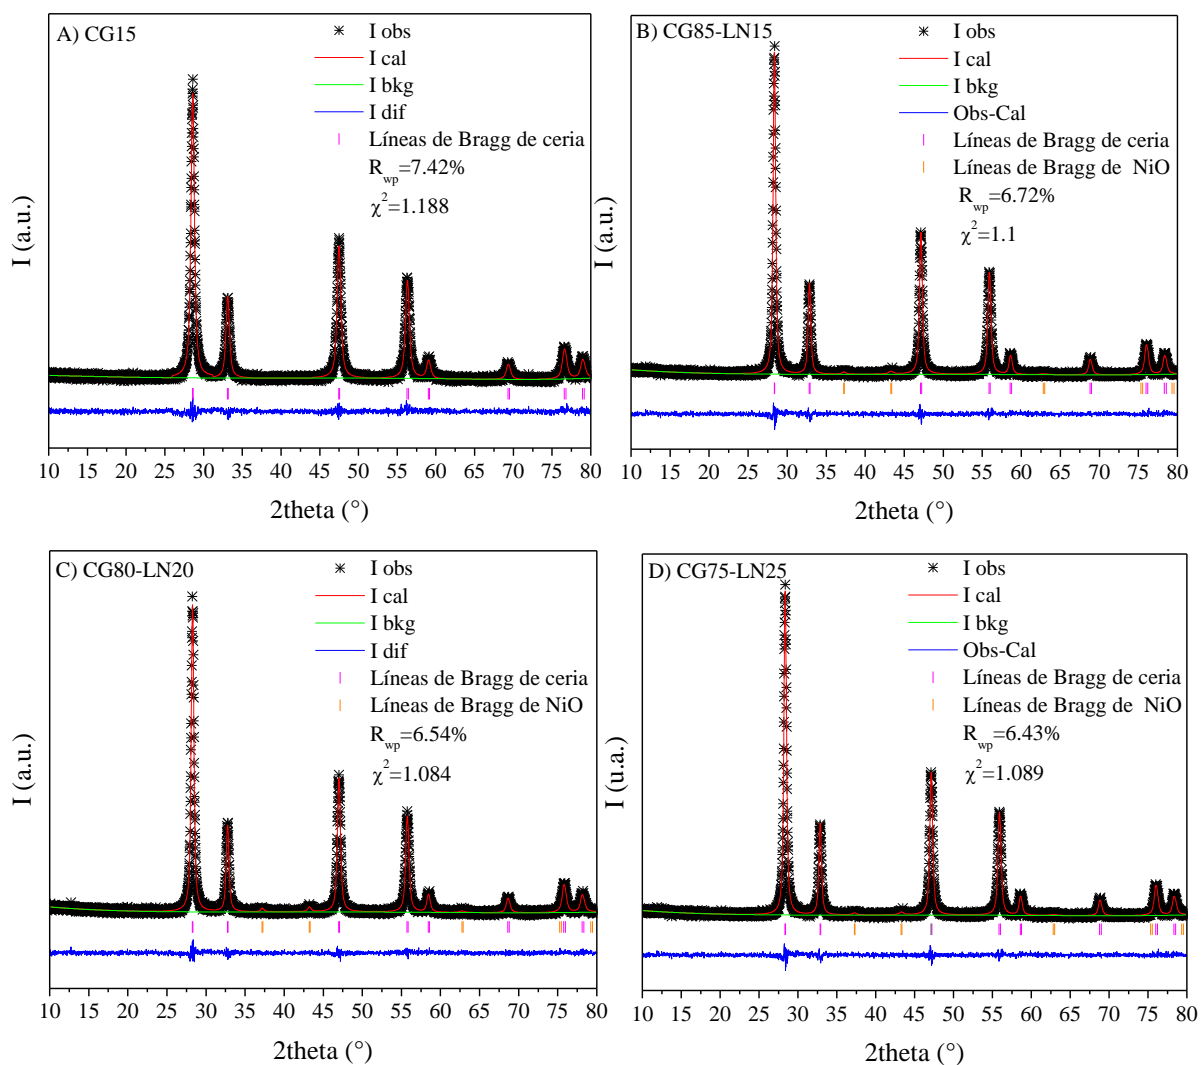 A) CG15
I obs
I cal
I bkg
I dif
Líneas de Bragg de ceria
Rwp=7.42%
χ²=1.188
I (a.u.)
10 15 20 25 30 35 40 45 50 55 60 65 70 75 80
2theta (°)
B) CG85-LN15
I obs
I cal
I bkg
Obs-Cal
Líneas de Bragg de ceria
Líneas de Bragg de NiO
Rwp=6.72%
χ²=1.1
I (a.u.)
10 15 20 25 30 35 40 45 50 55 60 65 70 75 80
2theta (°)
C) CG80-LN20
I obs
I cal
I bkg
I dif
Líneas de Bragg de ceria
Líneas de Bragg de NiO
Rwp=6.54%
χ²=1.084
I (a.u.)
10 15 20 25 30 35 40 45 50 55 60 65 70 75 80
2theta (°)
D) CG75-LN25
I obs
I cal
I bkg
Obs-Cal
Líneas de Bragg de ceria
Líneas de Bragg de NiO
Rwp=6.43%
χ²=1.089
I (u.a.)
10 15 20 25 30 35 40 45 50 55 60 65 70 75 80
2theta (°)